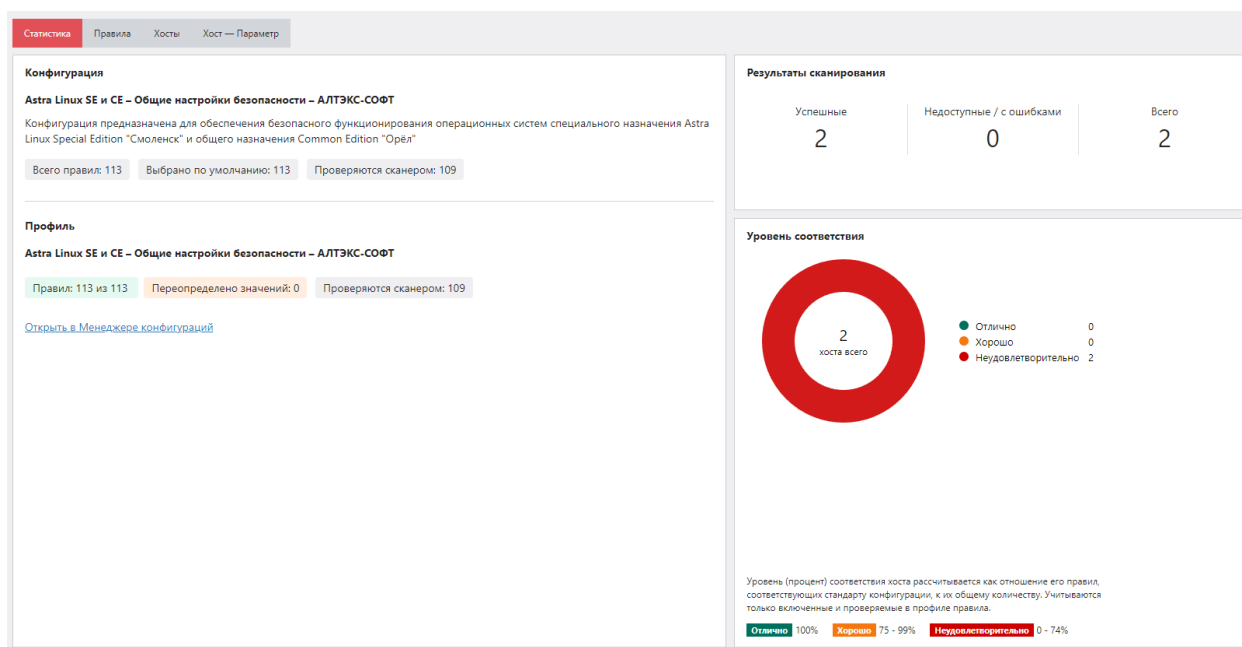 Статистика
Правила
Хосты
Хост — Параметр
Конфигурация
Astra Linux SE и CE – Общие настройки безопасности – АЛТЭКС-СОФТ
Конфигурация предназначена для обеспечения безопасного функционирования операционных систем специального назначения Astra
Linux Special Edition "Смоленск" и общего назначения Common Edition "Орёл"
Всего правил: 113
Выбрано по умолчанию: 113
Проверяются сканером: 109
Профиль
Astra Linux SE и CE – Общие настройки безопасности – АЛТЭКС-СОФТ
Правил: 113 из 113
Переопределено значений: 0
Проверяются сканером: 109
Открыть в Менеджере конфигураций
Результаты сканирования
Успешные
2
Недоступные / с ошибками
0
Всего
2
Уровень соответствия
2
хоста всего
Отлично 0
Хорошо 0
Неудовлетворительно 2
Уровень (процент) соответствия хоста рассчитывается как отношение его правил,
соответствующих стандарту конфигурации, к их общему количеству. Учитываются
только включенные и проверяемые в профиле правила.
Отлично 100% Хорошо 75 - 99% Неудовлетворительно 0 - 74%